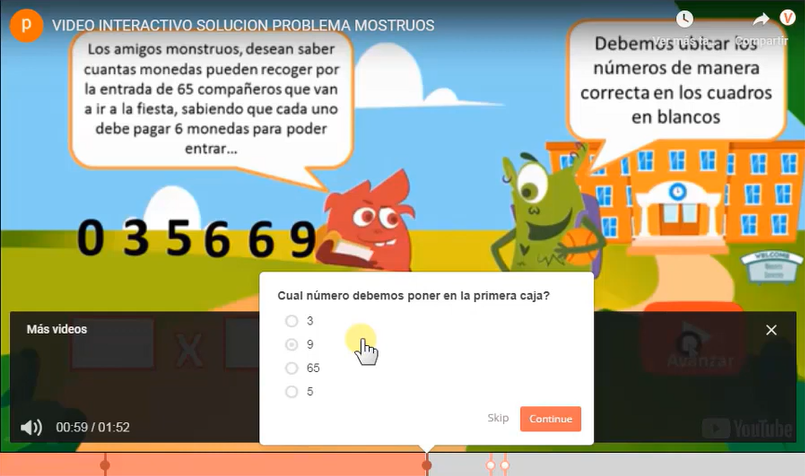 p
VIDEO INTERACTIVO SOLUCION PROBLEMA MOSTRUOS
V
Compartir
Los amigos monstruos, desean saber
cuantas monedas pueden recoger por
la entrada de 65 compañeros que van
a ir a la fiesta, sabiendo que cada uno
debe pagar 6 monedas para poder
entrar...
Debemos ubicar los
números de manera
correcta en los cuadros
en blancos
0 3 5 6 6 9
WELCOME
Cual número debemos poner en la primera caja?
3
9
65
5
Skip
Continue
Más videos
X
Avanzar
00:59 / 01:52
YouTube